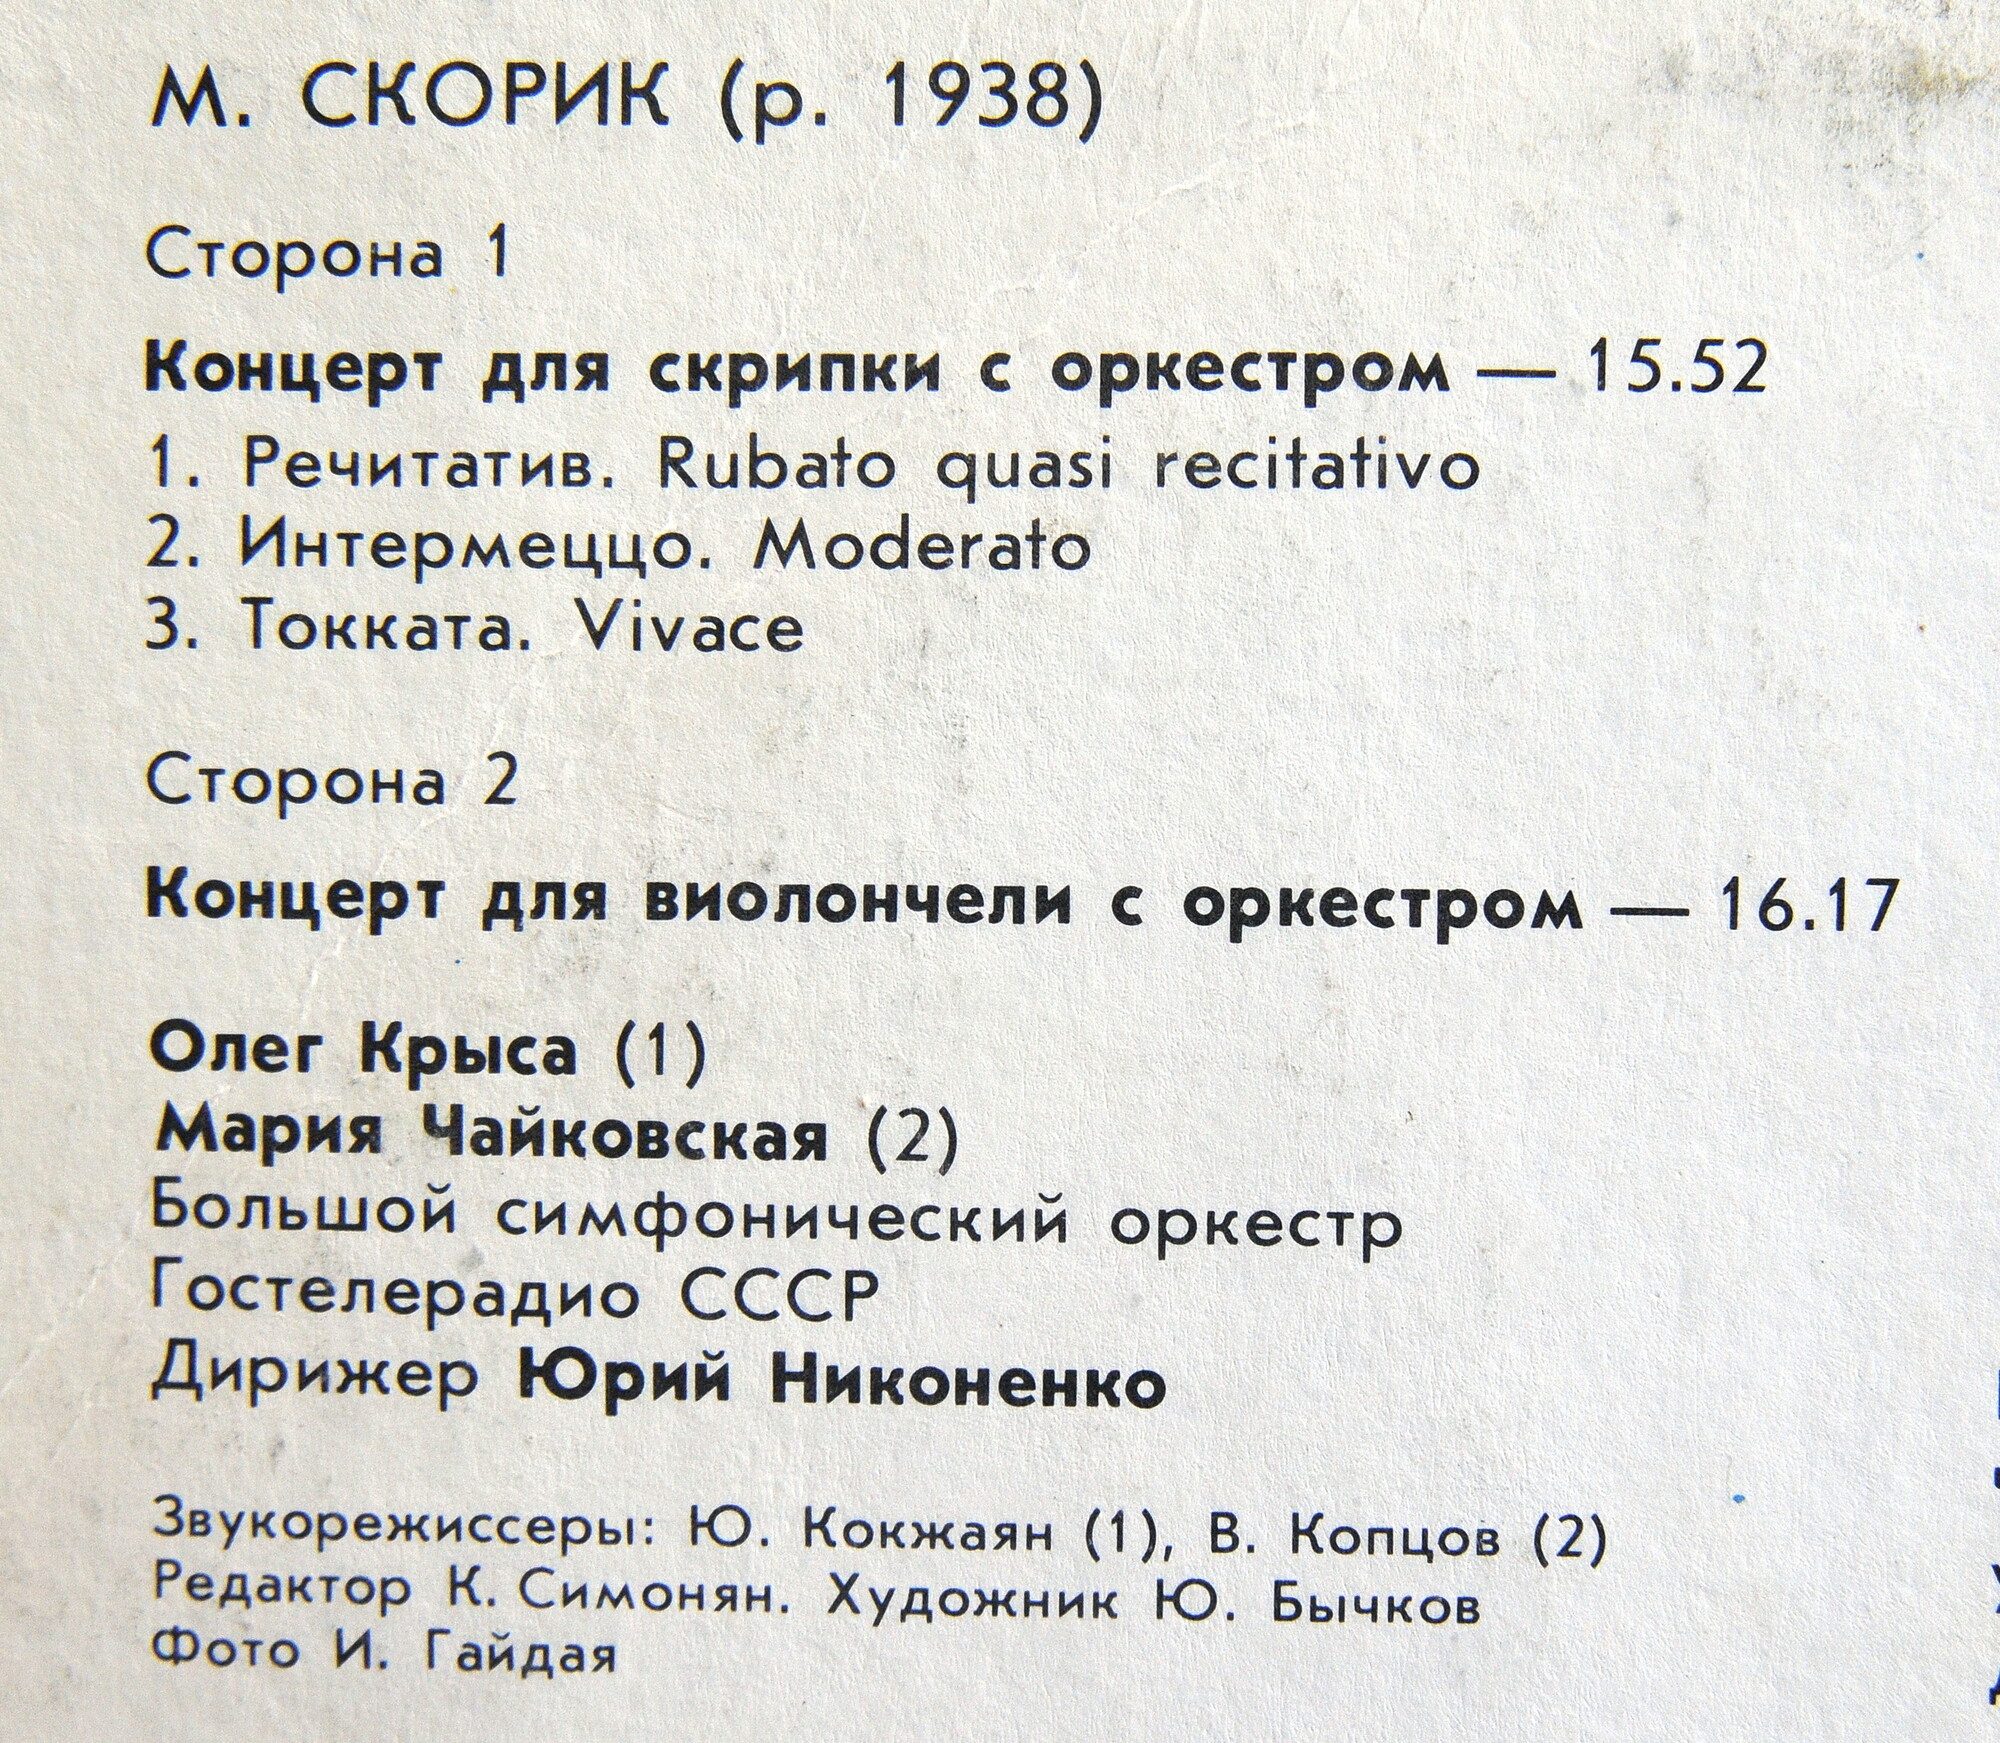 М. СКОРИК (р. 1938)
Сторона 1
Концерт для скрипки с оркестром — 15.52
1. Речитатив. Rubato quasi recitativo
2. Интермеццо. Moderato
3. Токката. Vivace
Сторона 2
Концерт для виолончели с оркестром — 16.17
Олег Крыса (1)
Мария Чайковская (2)
Большой симфонический оркестр
Гостелерадио СССР
Дирижер Юрий Никоненко
Звукорежиссеры: Ю. Кокжаян (1), В. Копцов (2)
Редактор К. Симонян. Художник Ю. Бычков
Фото И. Гайдая